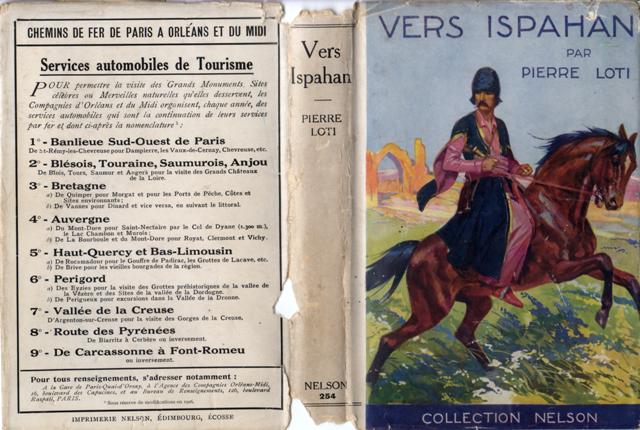 CHEMINS DE FER DE PARIS A ORLÉANS ET DU MIDI
Services automobiles de Tourisme
POUR permettre la visite des Grands Monuments, Sites
célèbres ou Merveilles naturelles qu'elles desservent, les
Compagnies d'Orléans et du Midi organisent, chaque année, des
services automobiles qui sont la continuation de leurs services
par fer et dont ci-après la nomenclature :
1° - Banlieue Sud-Ouest de Paris
De St-Rémy-les-Chevreuse pour Dampierre, les Vaux-de-Cernay, Chevreuse, etc.
2° - Blésois, Touraine, Saumurois, Anjou
De Blois, Tours, Saumur et Angers pour la visite des Grands Châteaux
de la Loire.
3° - Bretagne
a) De Quimper pour Morgat et pour les Ports de Pêche, Côtes et
Sites environnants ;
b) De Vannes pour Dinard et vice versa, en suivant le littoral.
4° - Auvergne
a) Du Mont-Dore pour Saint-Nectaire par le Col de Dyane (1.300 m.),
le Lac Chambon et Murols ;
b) De La Bourboule et du Mont-Dore pour Royat, Clermont et Vichy.
5° - Haut-Quercy et Bas-Limousin
a) De Rocamadour pour le Gouffre de Padirac, les Grottes de Lacave, etc.
b) De Brive pour les vieilles bourgades de la région.
6° - Perigord
a) Des Eyzies pour la visite des Grottes préhistoriques de la vallée de
la Vézère et des Sites de la vallée de la Dordogne.
b) De Perigueux pour excursions dans la Vallée de la Dronne.
7° - Vallée de la Creuse
D'Argenton-sur-Creuse pour la visite des Gorges de la Creuse.
8° - Route des Pyrénées
De Biarritz à Cerbère ou inversement.
9° - De Carcassonne à Font-Romeu
ou inversement.
Pour tous renseignements, s'adresser notamment :
A la Gare de Paris-Quai-d'Orsay, à l'Agence des Compagnies Orléans-Midi,
16, boulevard des Capucines, et au Bureau de Renseignements, 126, boulevard
Raspail, PARIS.
Sous réserve de modifications en
IMPRIMERIE NELSON, ÉDIMBOURG, ÉCOSSE
Vers
Ispahan
PIERRE
LOTI
NELSON
254
VERS ISPAHAN
PAR
PIERRE LOTI
COLLECTION NELSON